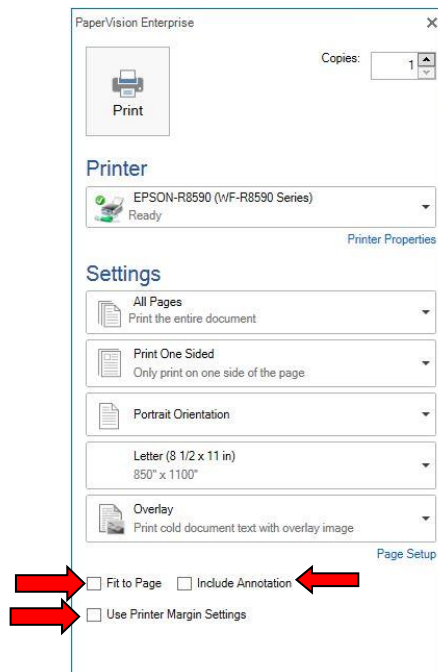 PaperVision Enterprise
Copies: 1
Print
Printer
EPSON-R8590 (WF-R8590 Series)
Ready
Printer Properties
Settings
All Pages
Print the entire document
Print One Sided
Only print on one side of the page
Portrait Orientation
Letter (8 1/2 x 11 in)
850" x 1100"
Overlay
Print cold document text with overlay image
Page Setup
Fit to Page Include Annotation
Use Printer Margin Settings